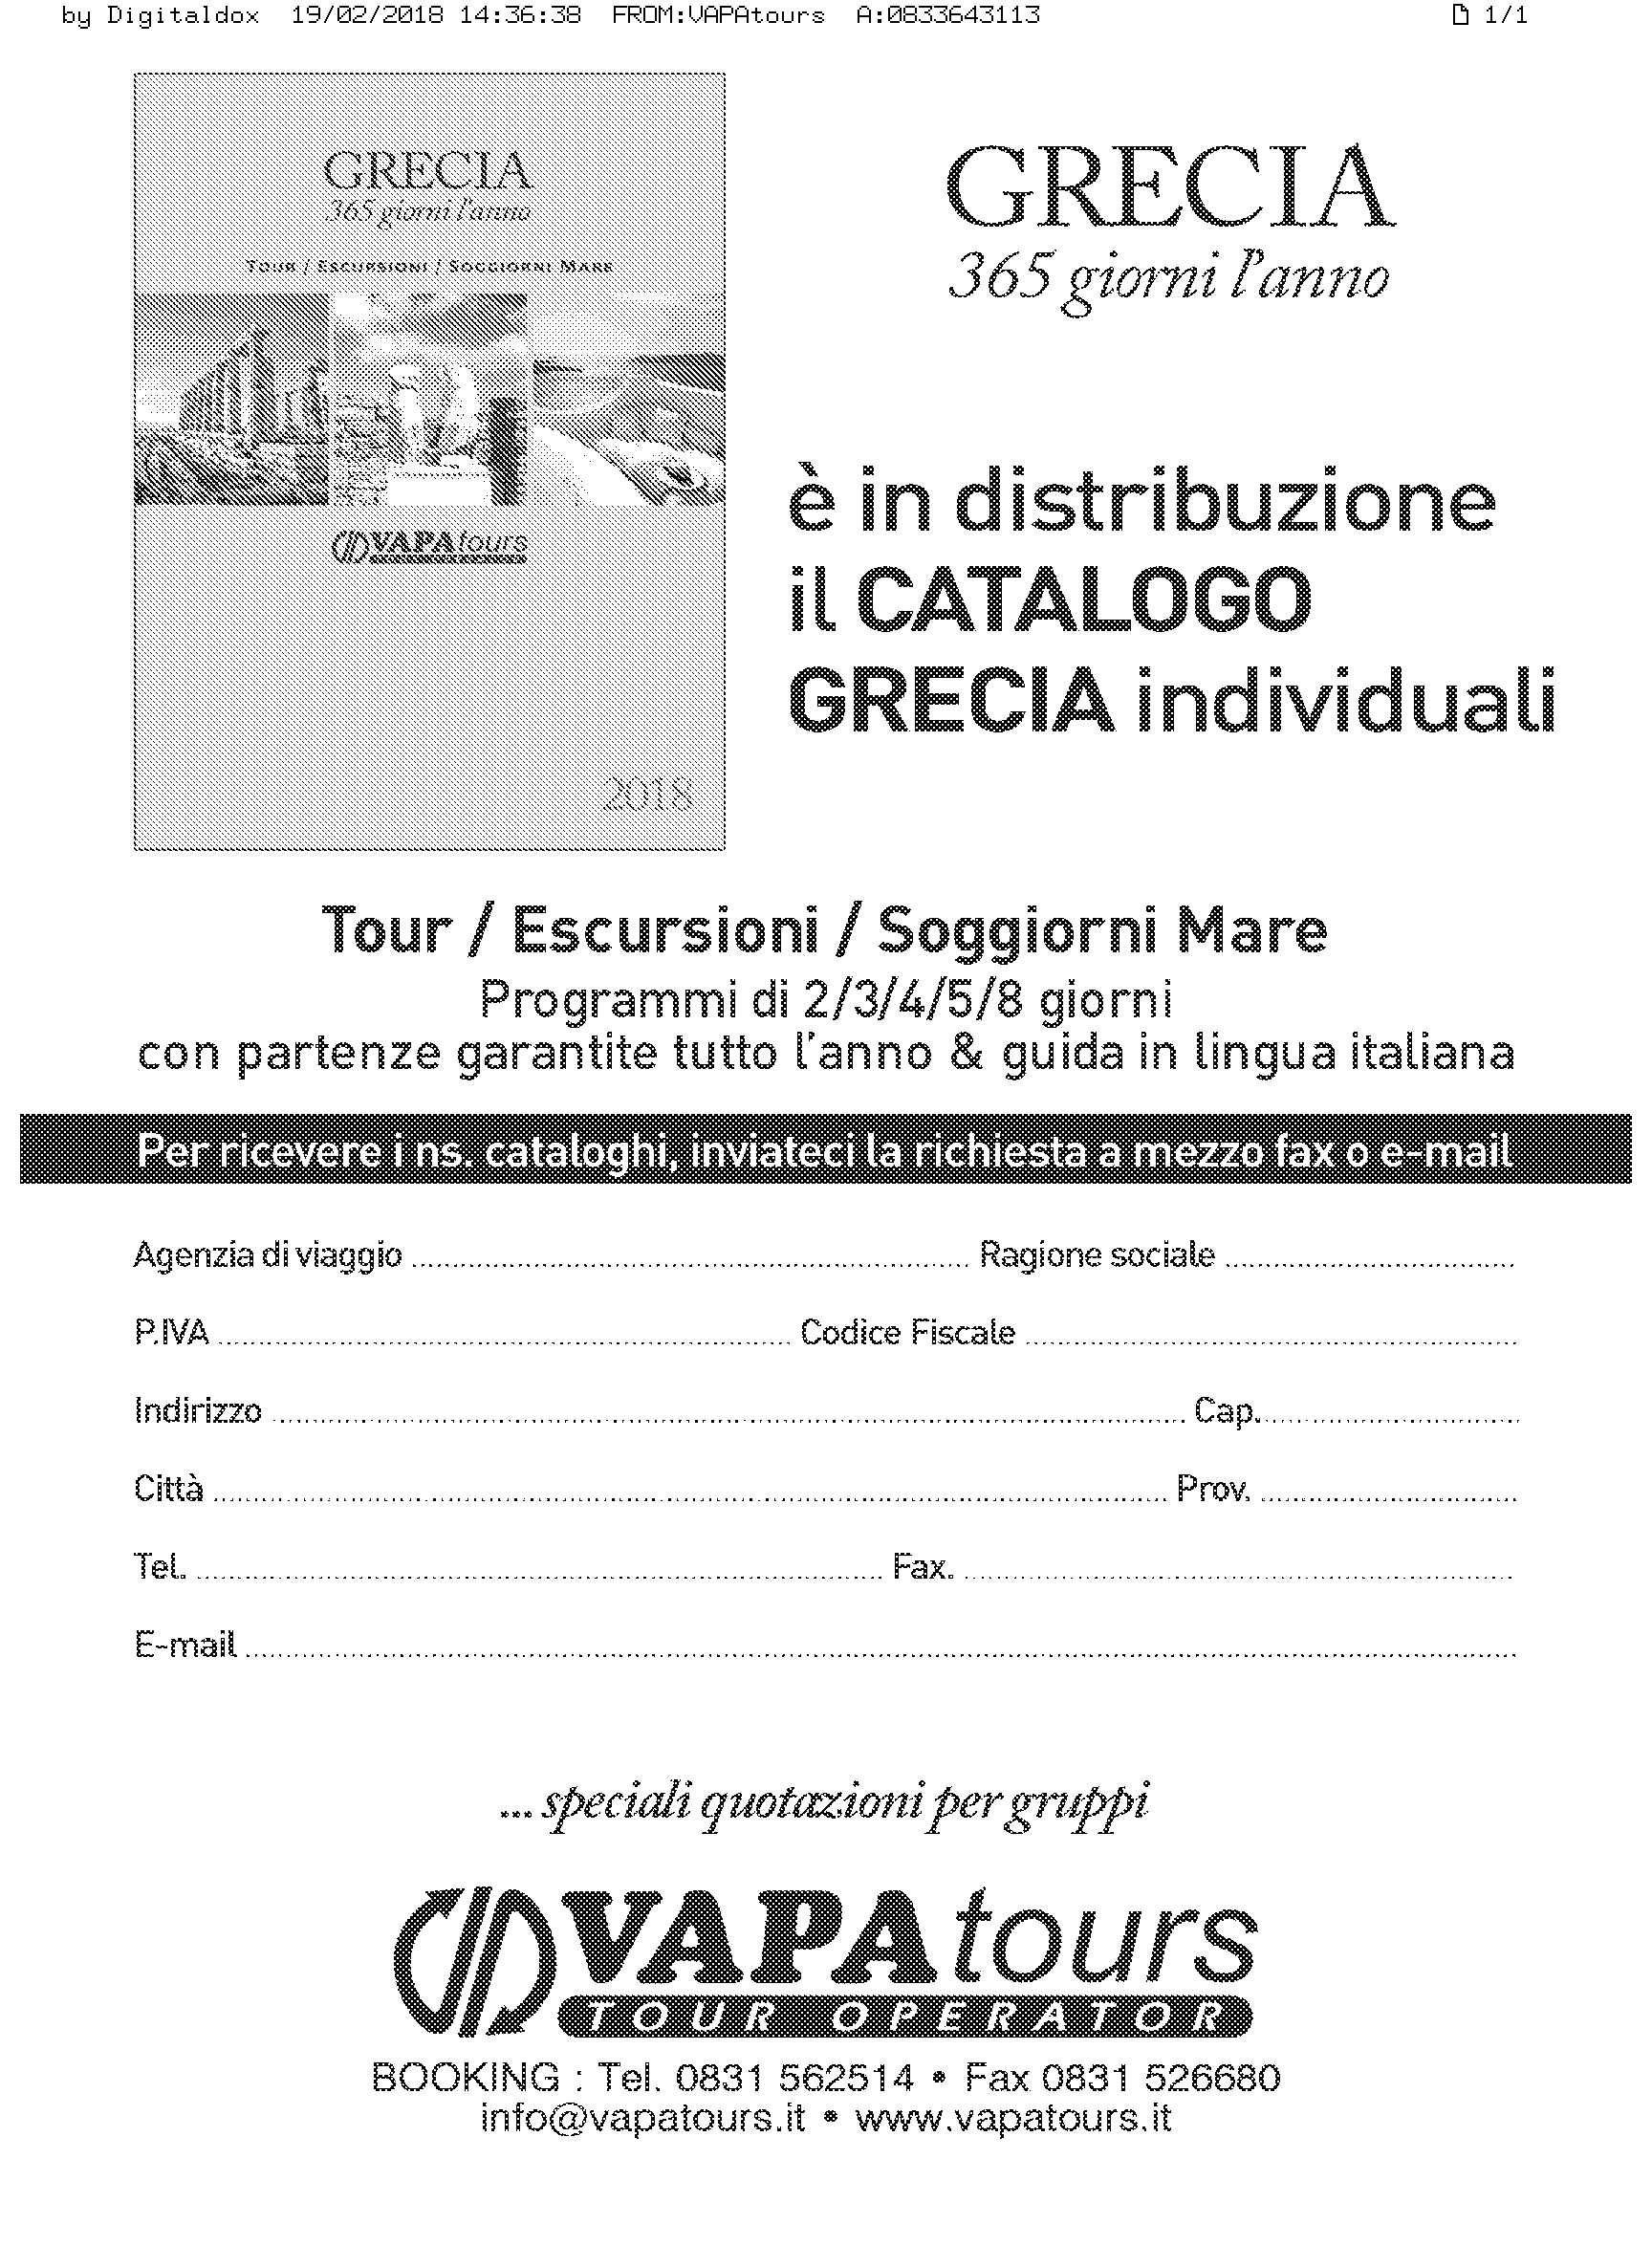 by Digitaldox 19/02/2018 14:36:38 FROM:VAPAtours A:0833643113 1/1
GRECIA
365 giorni l'anno
TOUR / ESCURSIONI / SOGGIORNI MARE
VAPAtours
2018
GRECIA
365 giorni l'anno
è in distribuzione
il CATALOGO
GRECIA individuali
Tour / Escursioni / Soggiorni Mare
Programmi di 2/3/4/5/8 giorni
con partenze garantite tutto l'anno & guida in lingua italiana
Per ricevere i ns. cataloghi, inviateci la richiesta a mezzo fax o e-mail
Agenzia di viaggio Ragione sociale
P.IVA Codice Fiscale
Indirizzo Cap.
Città Prov.
Tel. Fax.
E-mail
... speciali quotazioni per gruppi
VAPAtours
TOUR OPERATOR
BOOKING : Tel. 0831 562514 • Fax 0831 526680
info@vapatours.it • www.vapatours.it